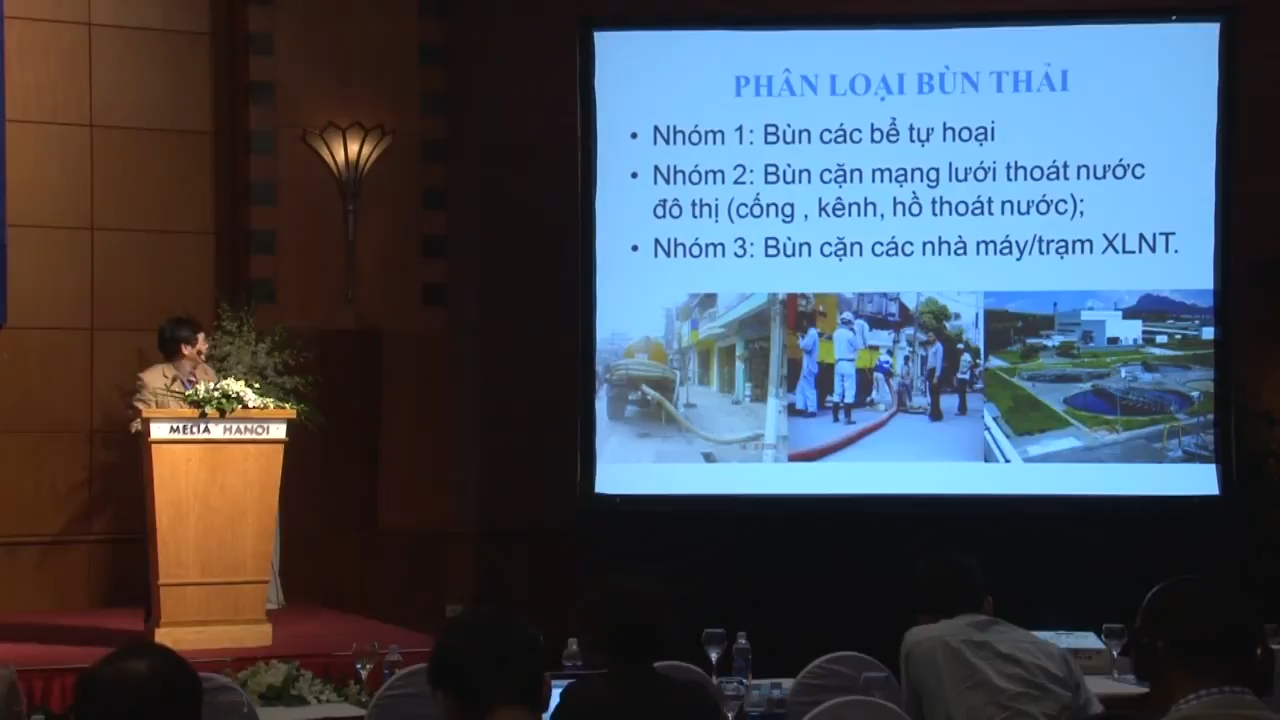 PHÂN LOẠI BÙN THẢI
• Nhóm 1: Bùn các bể tự hoại
• Nhóm 2: Bùn cặn mạng lưới thoát nước
đô thị (cống , kênh, hồ thoát nước);
• Nhóm 3: Bùn cặn các nhà máy/trạm XLNT.
MELIÃ HANOI